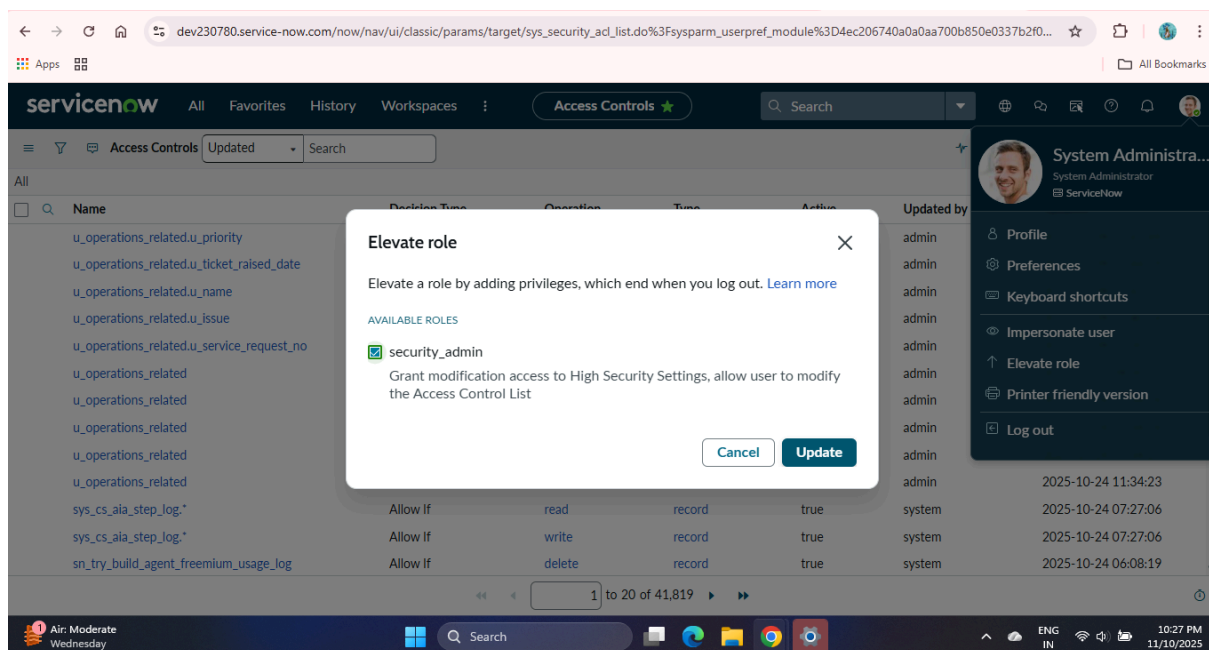 dev230780.service-now.com/now/nav/ui/classic/params/target/sys_security_acl_list.do%3Fsysparm_userpref_module%3D4ec206740a0a0aa700b850e0337b2f0...
Apps
All Bookmarks
servicenow All Favorites History Workspaces Access Controls Search
Access Controls Updated Search
System Administra...
System Administrator
ServiceNow
All
Name Decision Type Operation Type Active Updated by
u_operations_related.u_priority admin
u_operations_related.u_ticket_raised_date admin
u_operations_related.u_name admin
u_operations_related.u_issue admin
u_operations_related.u_service_request_no admin
u_operations_related admin
u_operations_related admin
u_operations_related admin
u_operations_related admin
u_operations_related admin 2025-10-24 11:34:23
sys_cs_aia_step_log.* Allow If read record true system 2025-10-24 07:27:06
sys_cs_aia_step_log.* Allow If write record true system 2025-10-24 07:27:06
sn_try_build_agent_freemium_usage_log Allow If delete record true system 2025-10-24 06:08:19
1 to 20 of 41,819
Elevate role
Elevate a role by adding privileges, which end when you log out. Learn more
AVAILABLE ROLES
security_admin
Grant modification access to High Security Settings, allow user to modify
the Access Control List
Cancel Update
Profile
Preferences
Keyboard shortcuts
Impersonate user
Elevate role
Printer friendly version
Log out
1
Air: Moderate
Wednesday
Search
ENG
IN
10:27 PM
11/10/2025